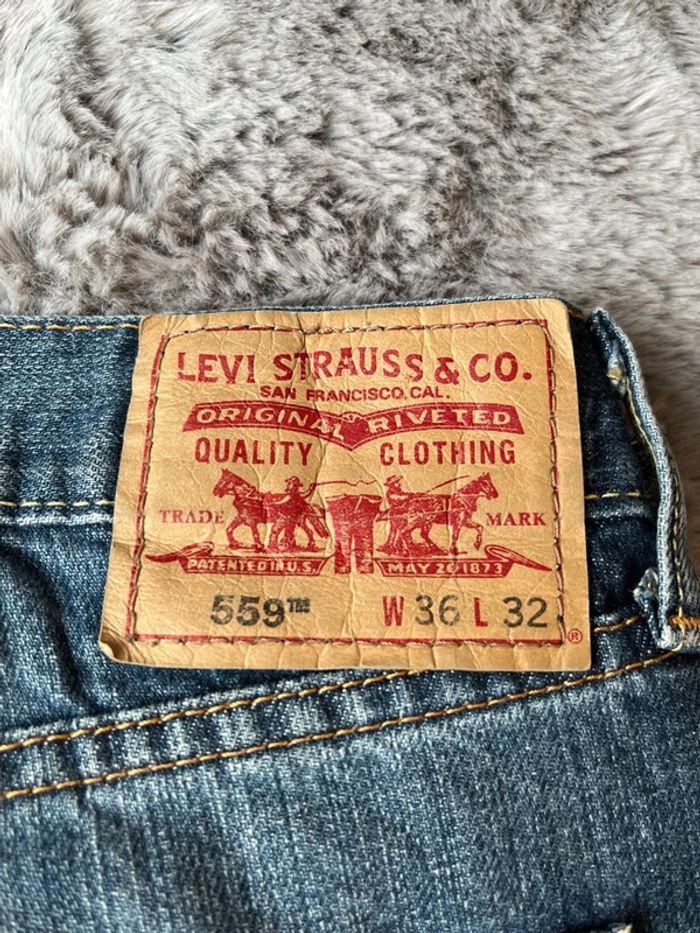 LEVI STRAUSS & CO.
SAN FRANCISCO, CAL.
ORIGINAL RIVETED
QUALITY CLOTHING
TRADE MARK
PATENTED IN U.S. MAY 20 1873
559™ W 36 L 32
®